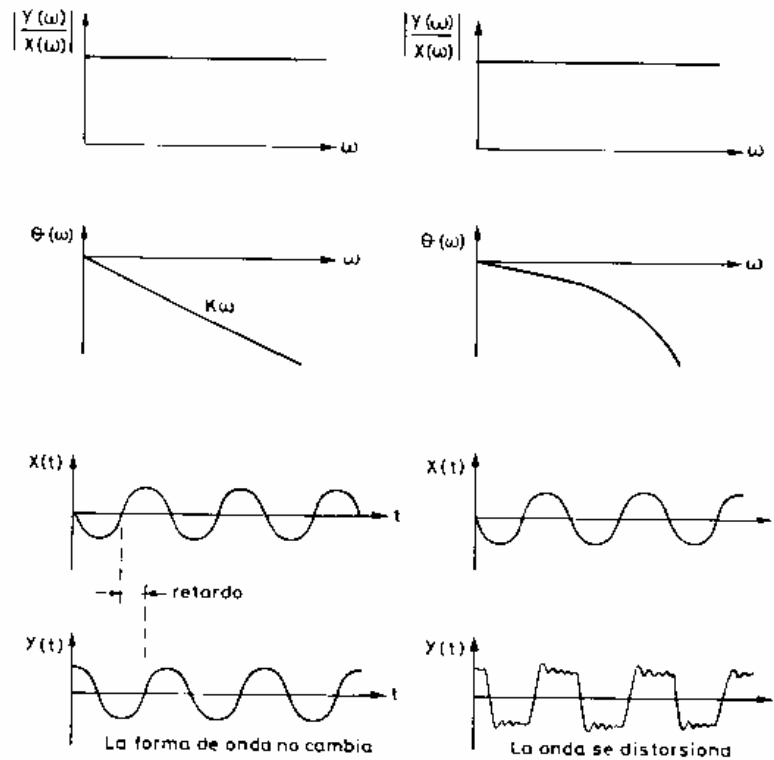 |Y(ω)/X(ω)|
ω
|Y(ω)/X(ω)|
ω
θ(ω)
ω
Kω
θ(ω)
ω
X(t)
t
retardo
X(t)
Y(t)
t
La forma de onda no cambia
Y(t)
La onda se distorsiona